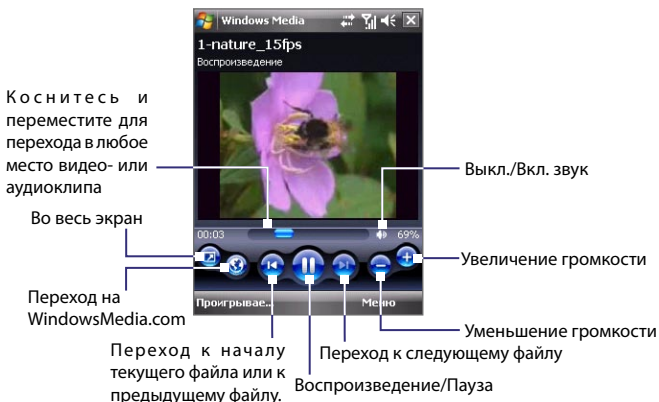 Windows Media
1-nature_15fps
Воспроизведение
Коснитесь и
переместите для
перехода в любое
место видео- или
аудиоклипа
Выкл./Вкл. звук
Во весь экран
00:03
69%
Увеличение громкости
Переход на
WindowsMedia.com
Проигрывае...
Меню
Уменьшение громкости
Переход к началу
текущего файла или к
предыдущему файлу.
Переход к следующему файлу
Воспроизведение/Пауза